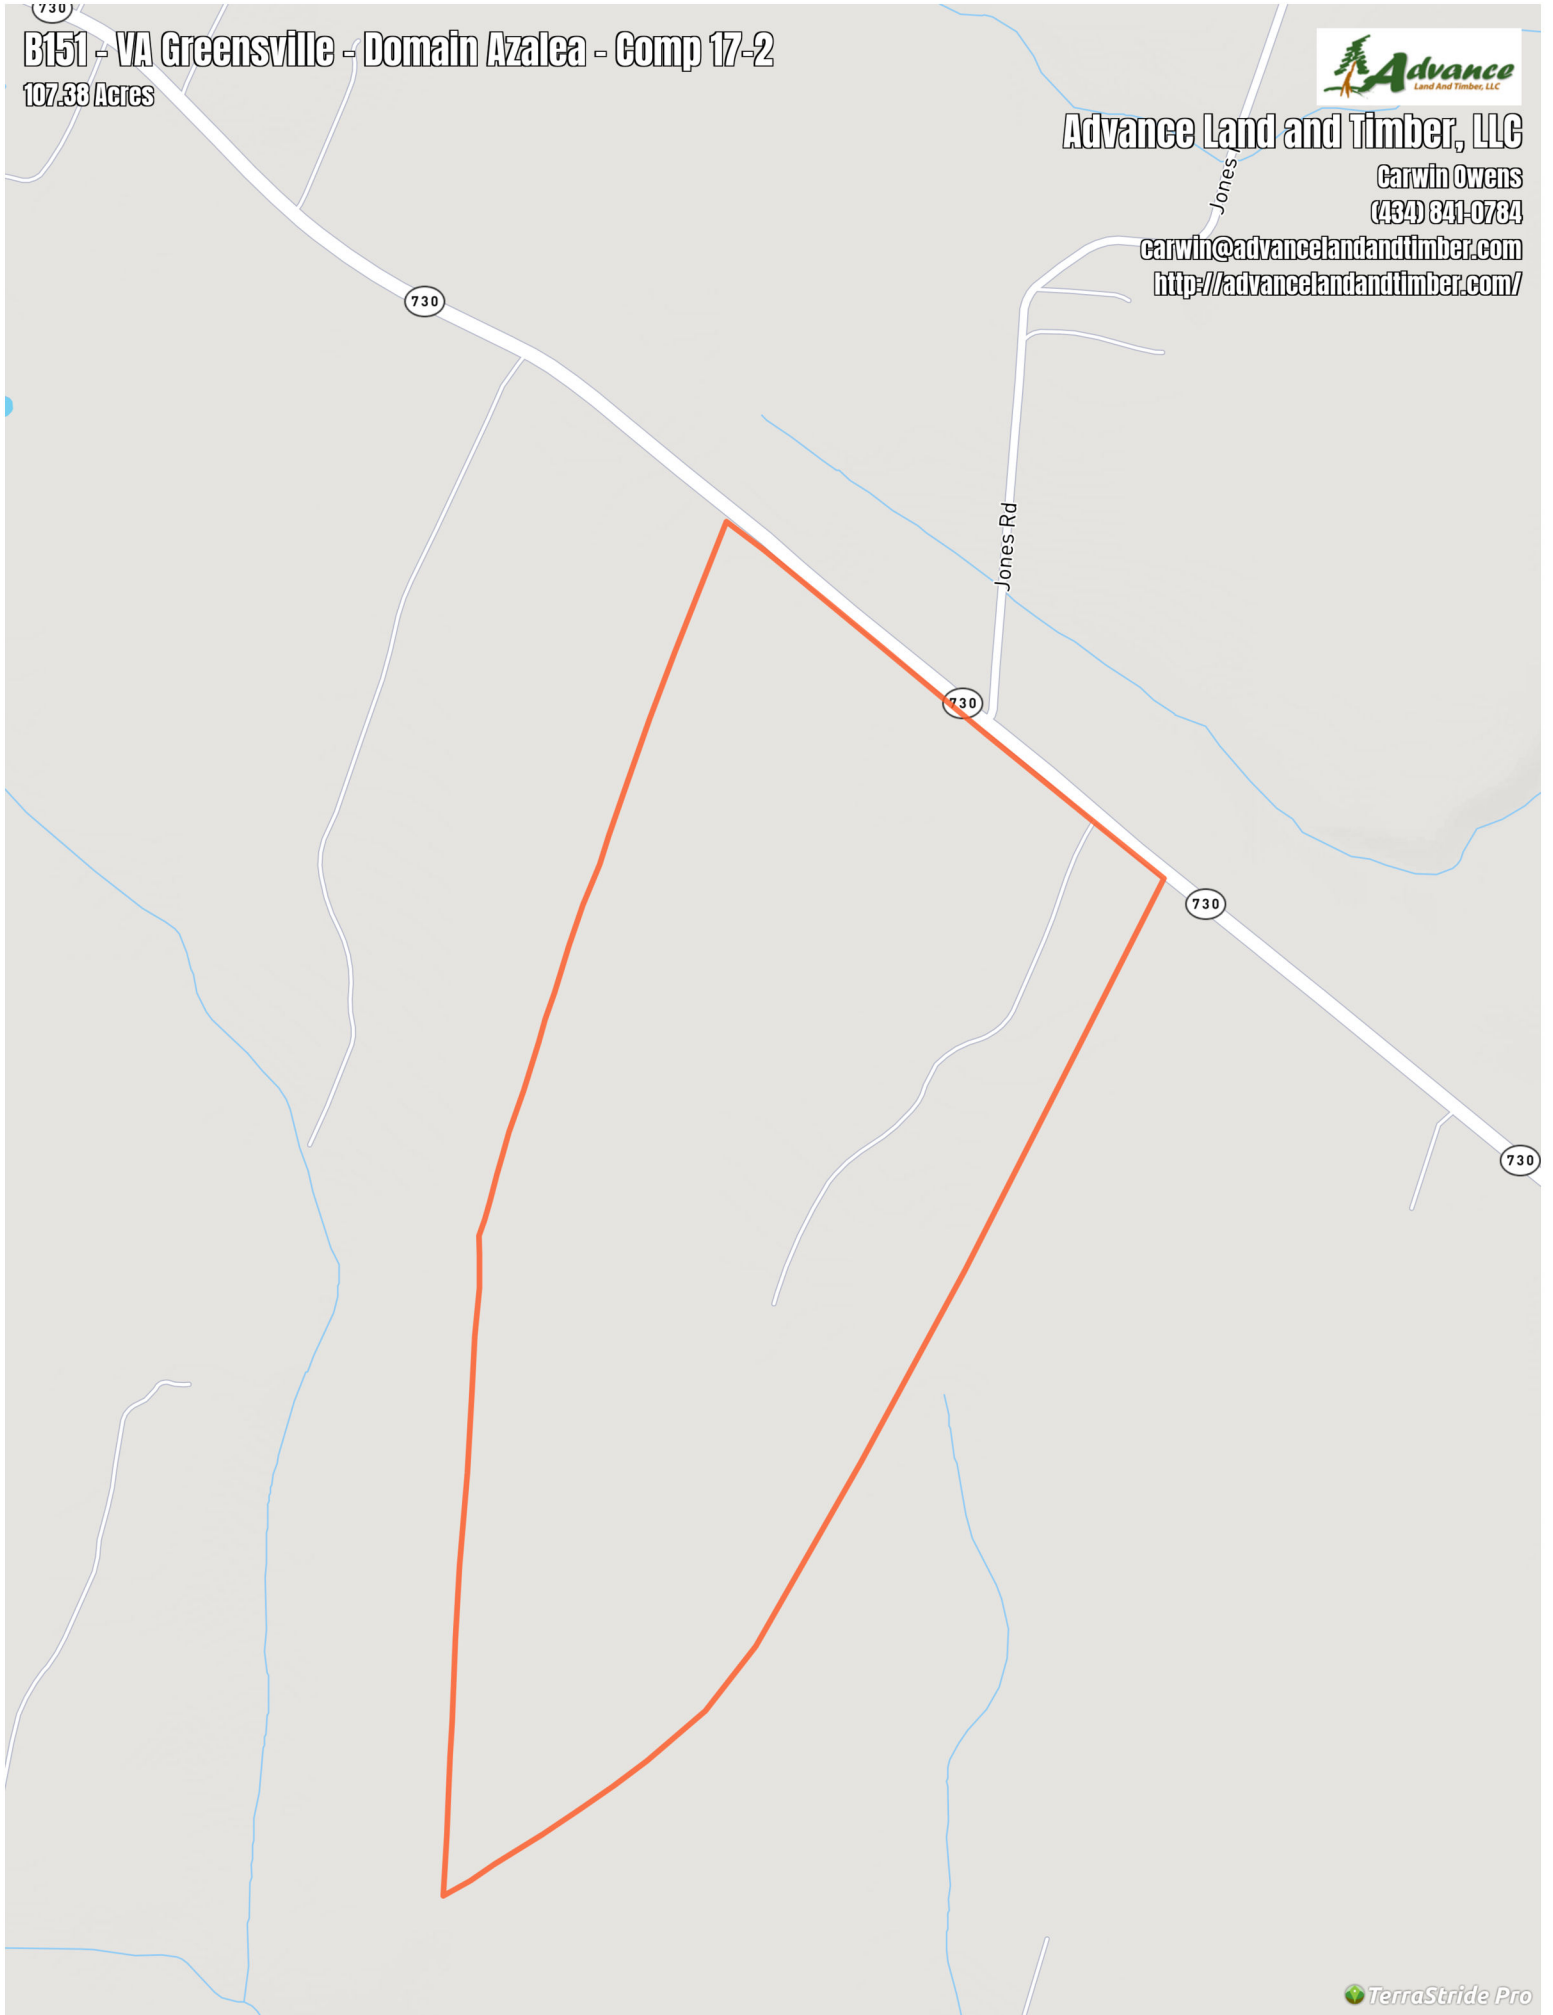 730
B151 - VA Greensville - Domain Azalea - Comp 17-2
107.38 Acres
Advance
Land And Timber, LLC
Advance Land and Timber, LLC
Carwin Owens
(434) 841-0784
carwin@advancelandandtimber.com
http://advancelandandtimber.com/
Jones
730
Jones Rd
730
730
730
TerraStride Pro